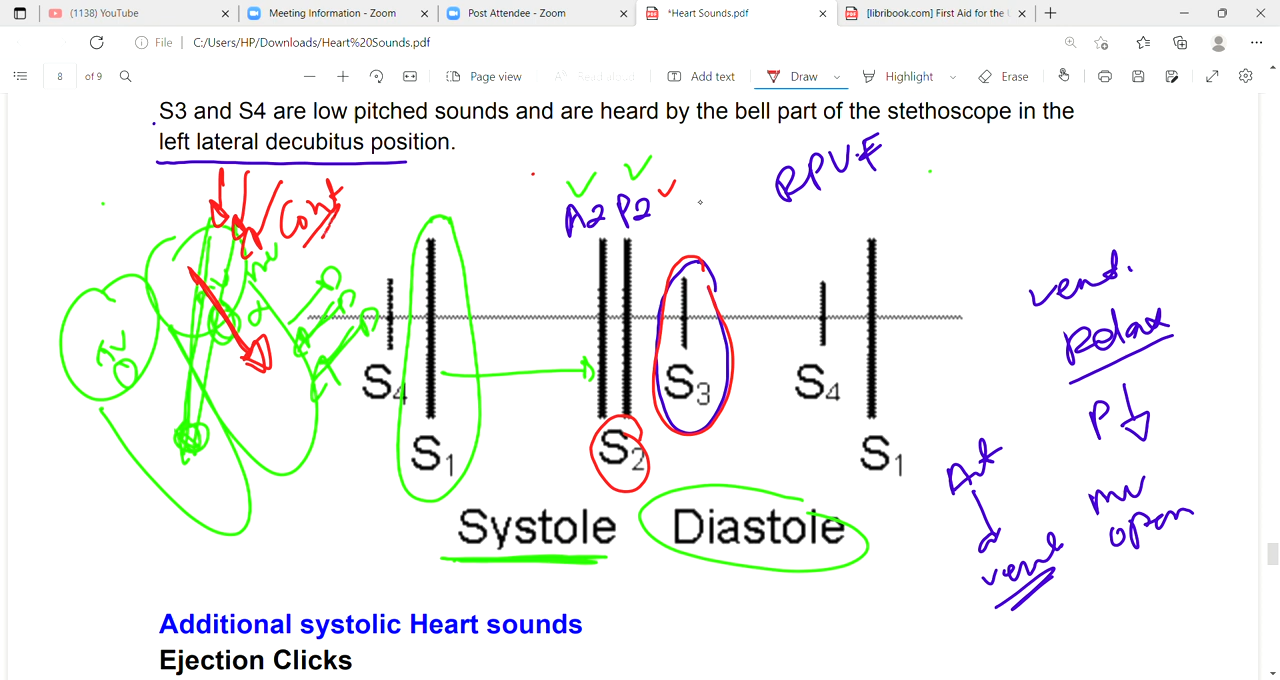 (1138) YouTube
Meeting Information - Zoom
Post Attendee - Zoom
*Heart Sounds.pdf
[libribook.com] First Aid for the
File
C:/Users/HP/Downloads/Heart%20Sounds.pdf
8 of 9
Page view
Read aloud
Add text
Draw
Highlight
Erase
S3 and S4 are low pitched sounds and are heard by the bell part of the stethoscope in the
left lateral decubitus position.
RPVF
Cont
A2 P2
vend.
Relax
P
mv
open
S4
S1
S2
S3
S4
S1
Systole Diastole
Additional systolic Heart sounds
Ejection Clicks